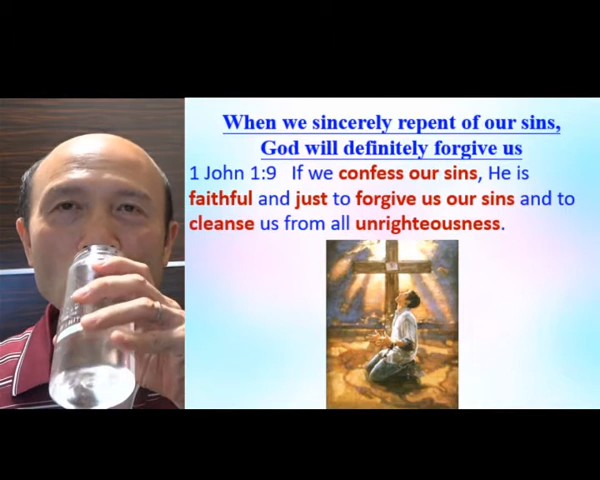 When we sincerely repent of our sins,
God will definitely forgive us
1 John 1:9 If we confess our sins, He is
faithful and just to forgive us our sins and to
cleanse us from all unrighteousness.